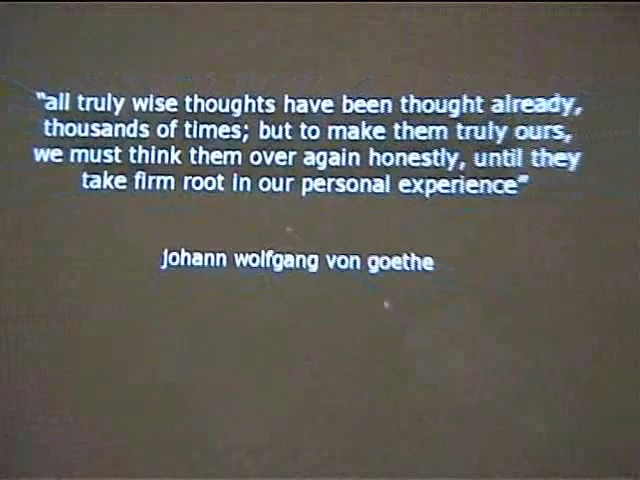 "all truly wise thoughts have been thought already,
thousands of times; but to make them truly ours,
we must think them over again honestly, until they
take firm root in our personal experience"
johann wolfgang von goethe